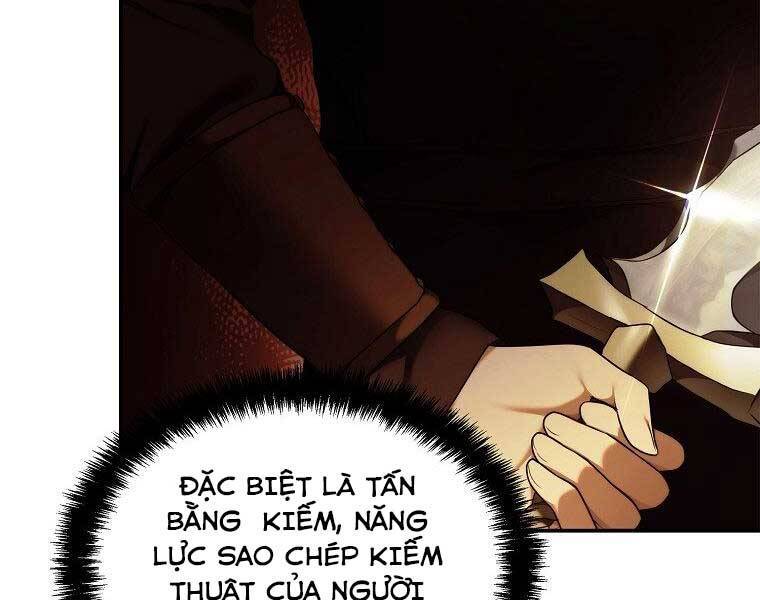 ĐẶC BIỆT LÀ TẤN
BẰNG KIẾM, NĂNG
LỰC SAO CHÉP KIẾM
THUẬT CỦA NGƯỜI